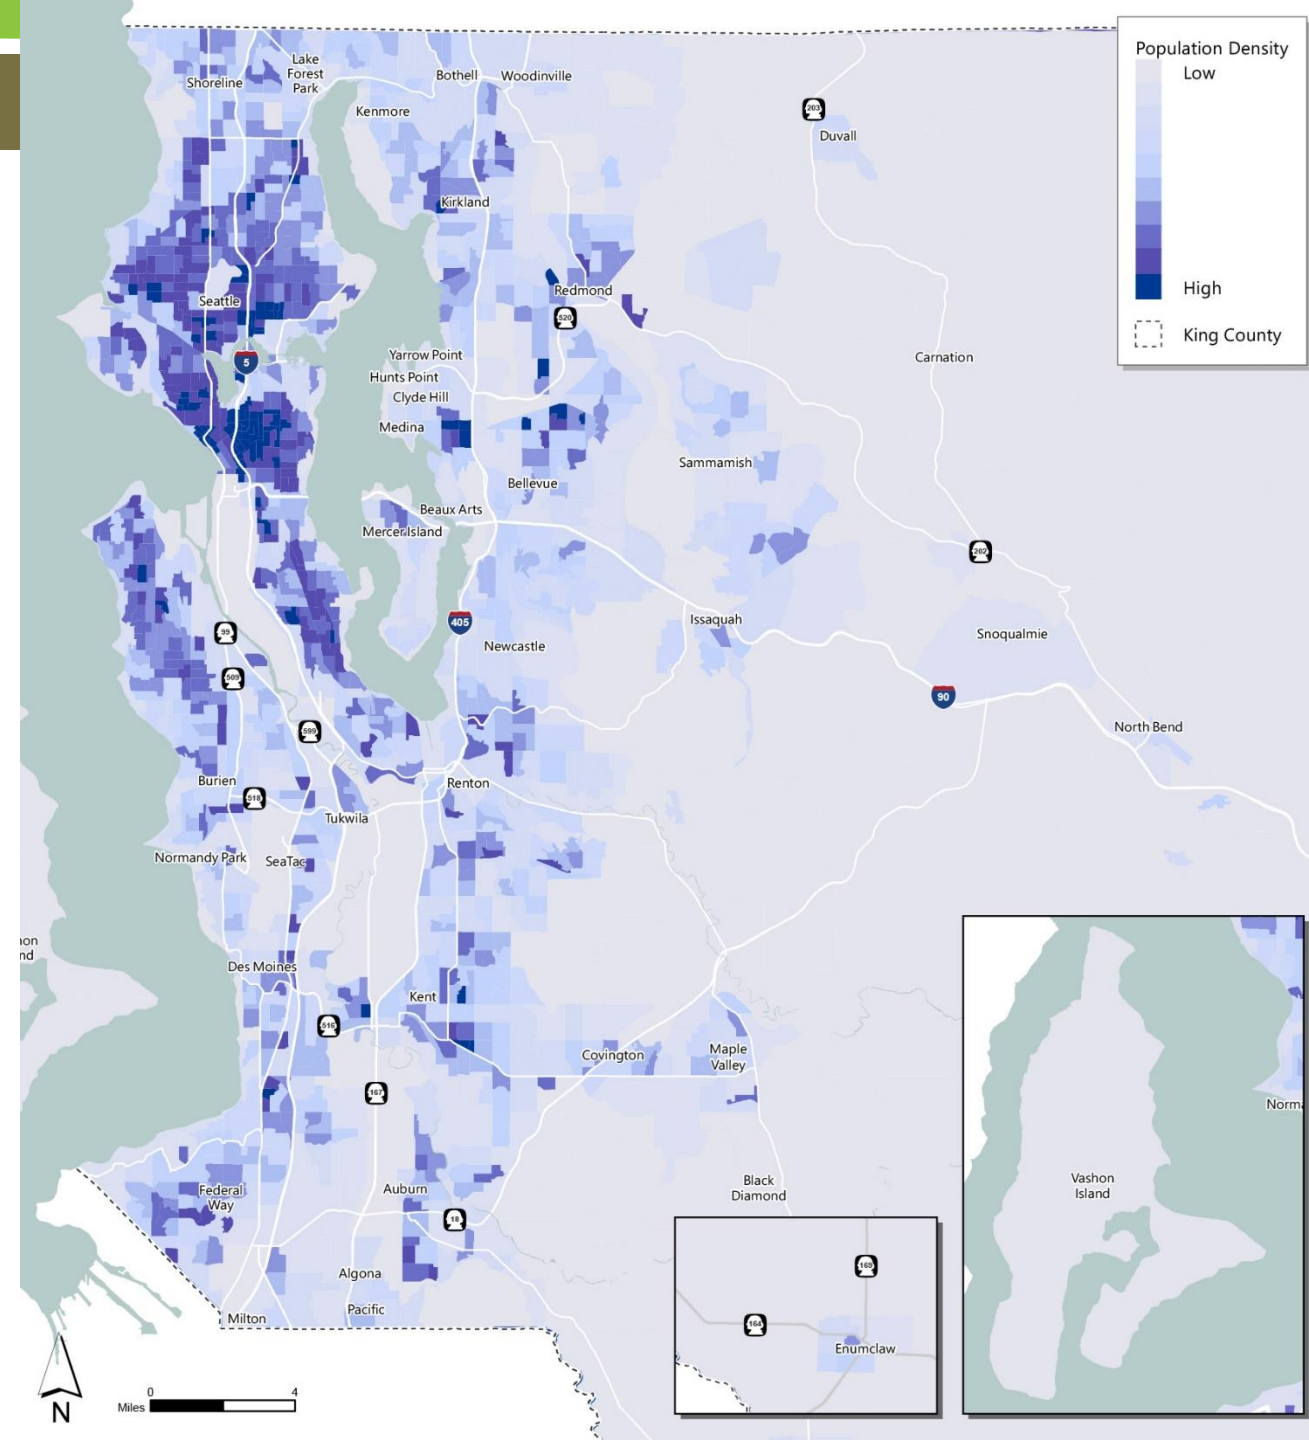 Population Density
Low
High
King County
Lake
Forest
Park
Shoreline
Bothell
Woodinville
Kenmore
203
Duvall
Kirkland
Redmond
Seattle
520
5
Yarrow Point
Hunts Point
Clyde Hill
Medina
Carnation
Sammamish
Bellevue
Beaux Arts
Mercer Island
202
405
Issaquah
99
Newcastle
Snoqualmie
509
90
599
North Bend
Burien
Renton
518
Tukwila
Normandy Park
SeaTac
on
nd
Des Moines
Kent
516
Covington
Maple
Valley
167
Norma
Black
Diamond
Vashon
Island
Federal
Way
Auburn
18
169
Algona
Pacific
Milton
164
Enumclaw
0
4
Miles
N